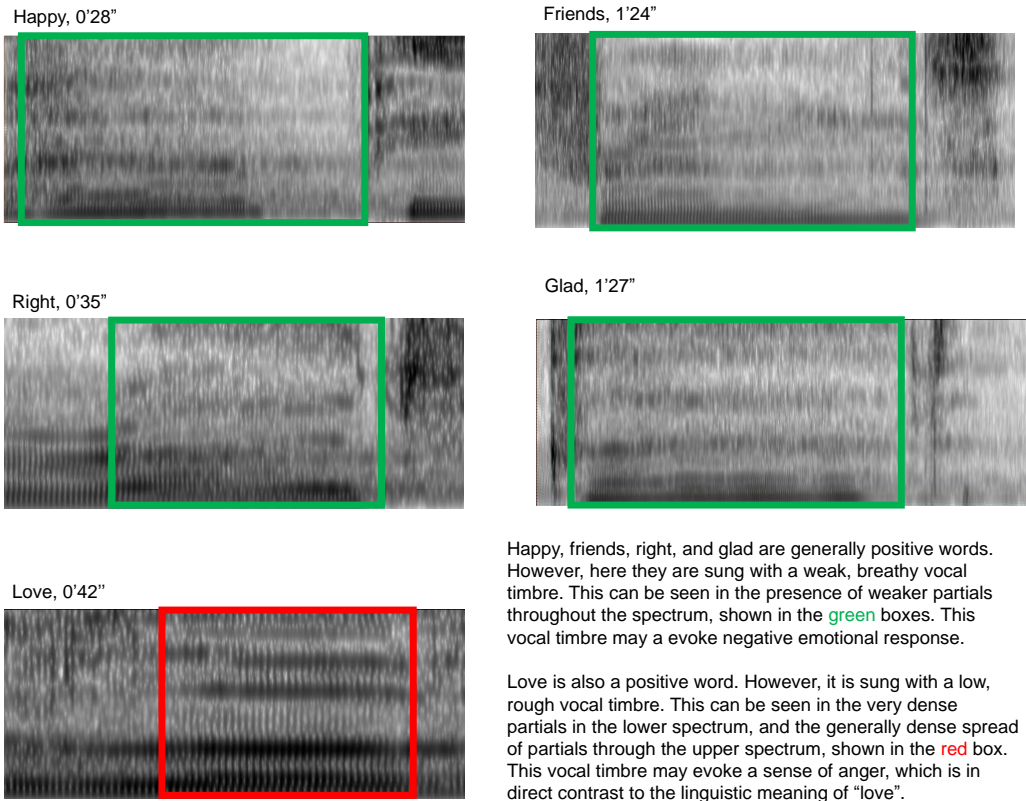 Happy, 0’28”
Friends, 1’24”
Right, 0’35”
Glad, 1’27”
Love, 0’42’’
Happy, friends, right, and glad are generally positive words.
However, here they are sung with a weak, breathy vocal
timbre. This can be seen in the presence of weaker partials
throughout the spectrum, shown in the green boxes. This
vocal timbre may a evoke negative emotional response.
Love is also a positive word. However, it is sung with a low,
rough vocal timbre. This can be seen in the very dense
partials in the lower spectrum, and the generally dense spread
of partials through the upper spectrum, shown in the red box.
This vocal timbre may evoke a sense of anger, which is in
direct contrast to the linguistic meaning of “love”.